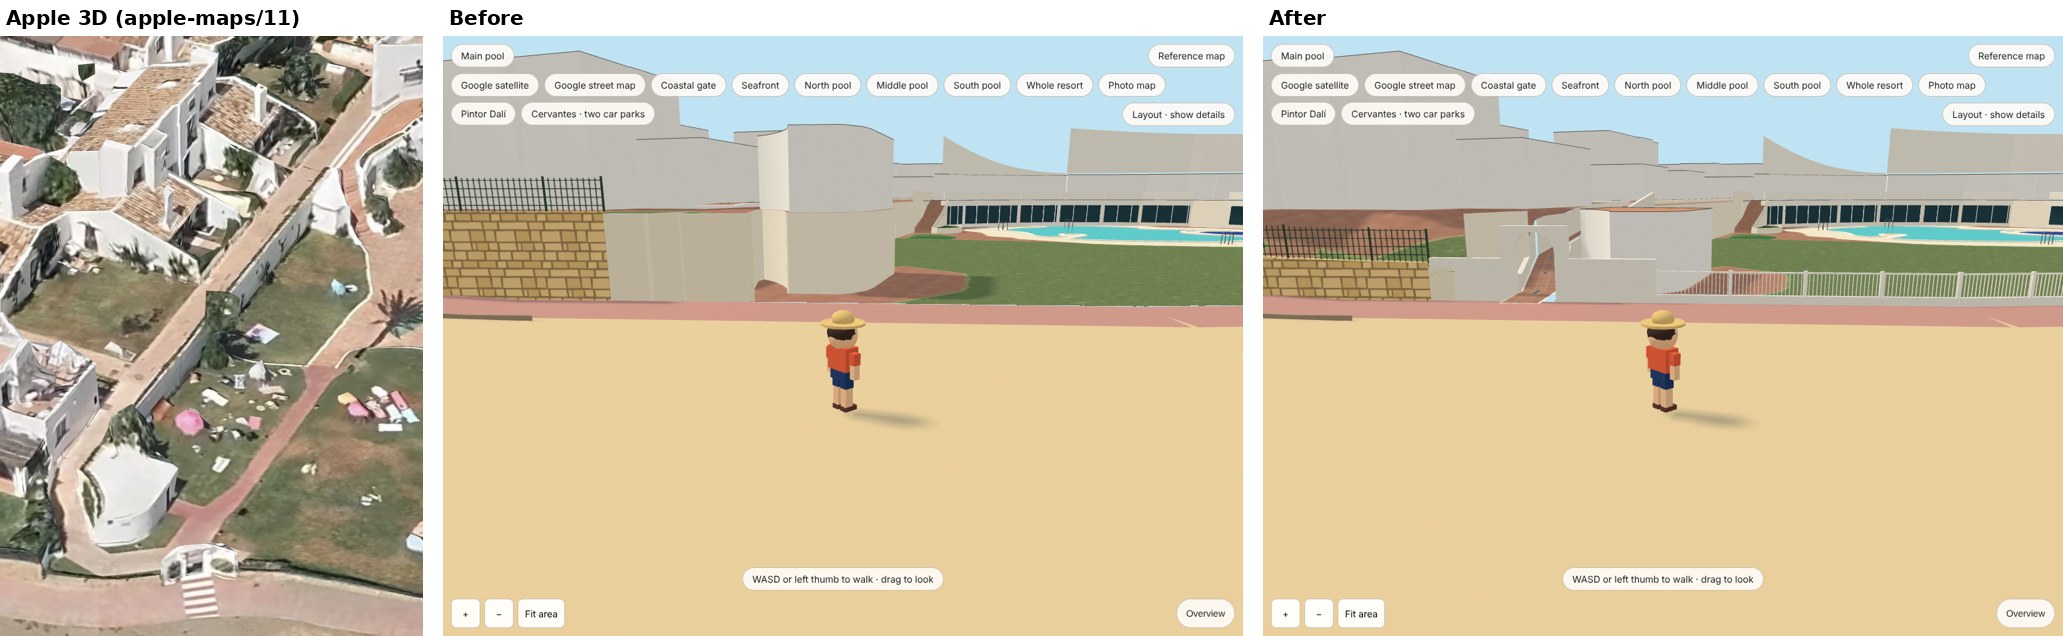 Apple 3D (apple-maps/11)
Before
Main pool
Reference map
Google satellite
Google street map
Coastal gate
Seafront
North pool
Middle pool
South pool
Whole resort
Photo map
Pintor Dalí
Cervantes · two car parks
Layout · show details
WASD or left thumb to walk · drag to look
+
−
Fit area
Overview
After
Main pool
Reference map
Google satellite
Google street map
Coastal gate
Seafront
North pool
Middle pool
South pool
Whole resort
Photo map
Pintor Dalí
Cervantes · two car parks
Layout · show details
WASD or left thumb to walk · drag to look
+
−
Fit area
Overview